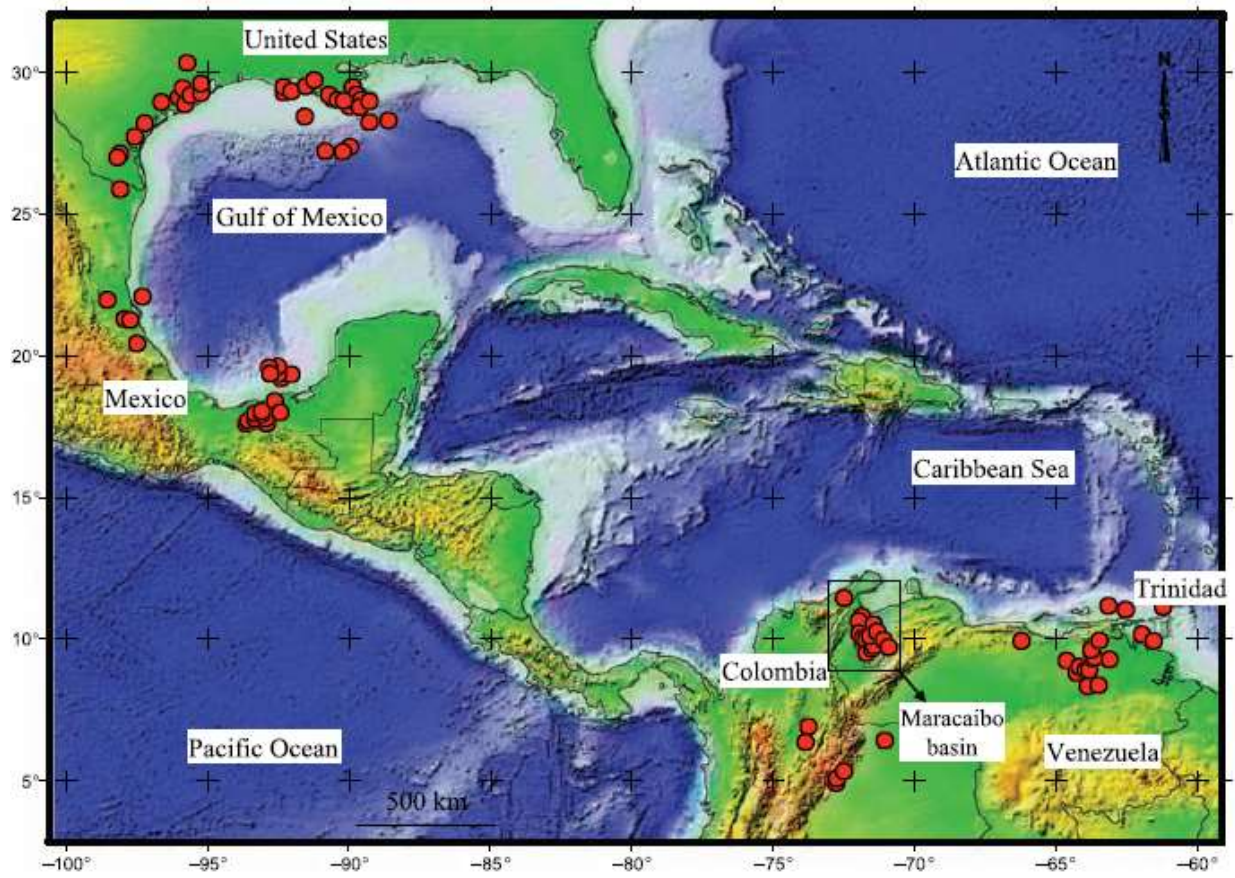 United States
N
30°
Atlantic Ocean
25°
Gulf of Mexico
20°
Mexico
Caribbean Sea
15°
Trinidad
10°
Colombia
Maracaibo
basin
Pacific Ocean
Venezuela
5°
500 km
–100°
–95°
–90°
–85°
–80°
–75°
–70°
–65°
–60°